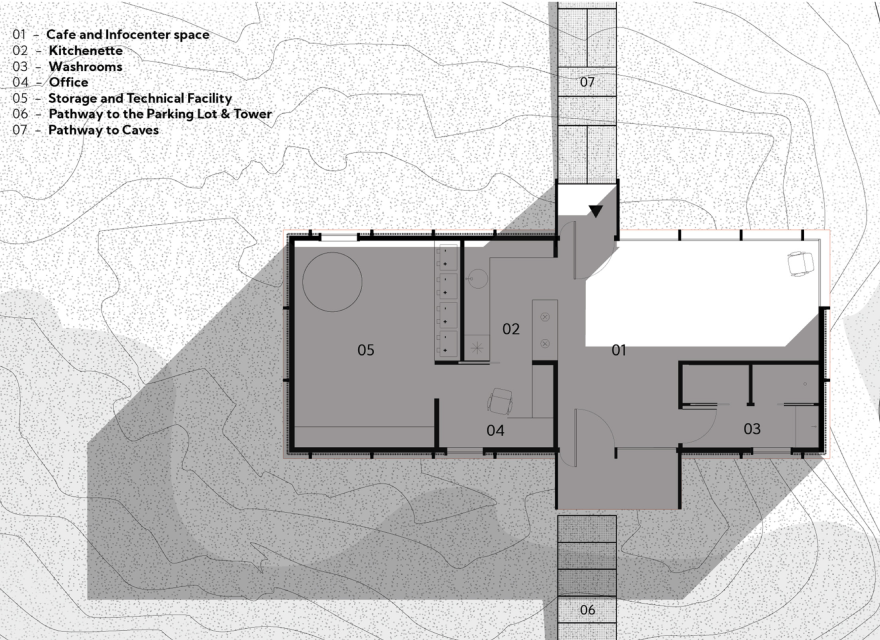 01 – Cafe and Infocenter space
02 – Kitchenette
03 – Washrooms
04 – Office
05 – Storage and Technical Facility
06 – Pathway to the Parking Lot & Tower
07 – Pathway to Caves
07
02
05
01
04
03
06